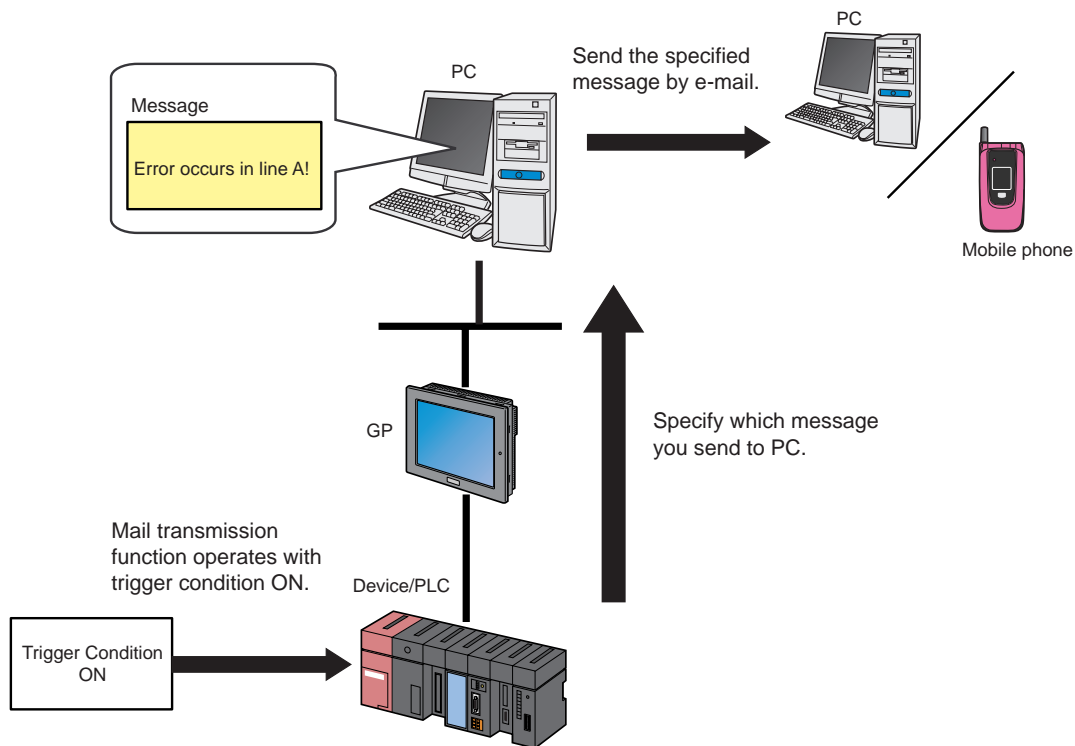 PC
Send the specified
message by e-mail.
PC
Message
Error occurs in line A!
Mobile phone
GP
Specify which message
you send to PC.
Mail transmission
function operates with
trigger condition ON.
Device/PLC
Trigger Condition
ON